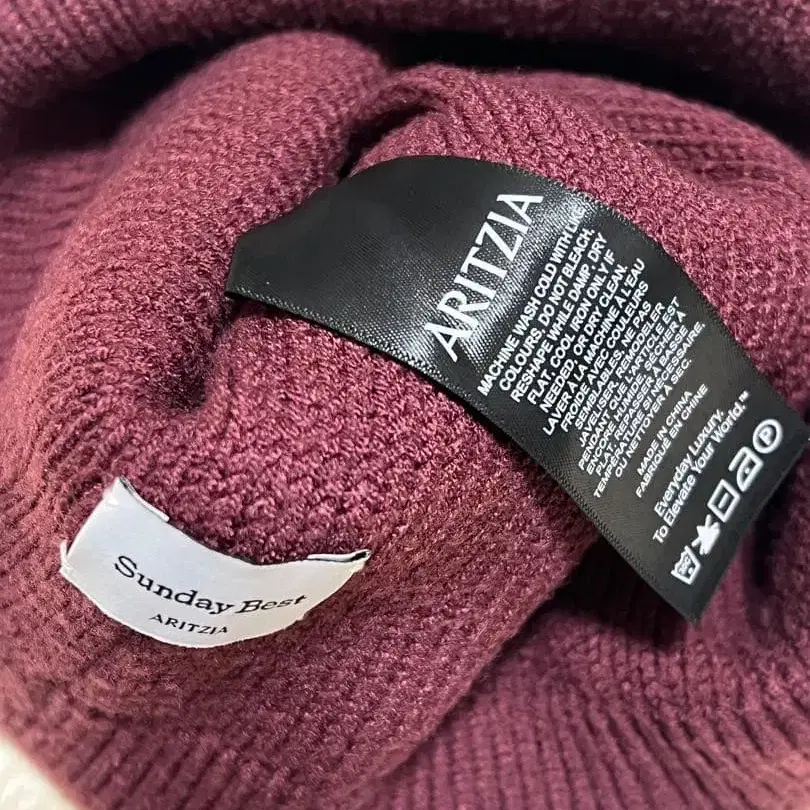 ARITZIA
MACHINE WASH COLD WITH LIKE
COLOURS. DO NOT BLEACH.
RESHAPE WHILE DAMP. DRY
FLAT. COOL IRON ONLY IF
NEEDED. OR DRY CLEAN.
LAVER À LA MACHINE À L'EAU
FROIDE AVEC COULEURS
SEMBLABLES. NE PAS
JAVELISER. REMODELER
PENDANT QUE L'ARTICLE EST
ENCORE HUMIDE. SÉCHER À
PLAT. REPASSER À BASSE
TEMPÉRATURE SI NÉCESSAIRE,
OU NETTOYER À SEC.
MADE IN CHINA
FABRIQUÉ EN CHINE
Everyday Luxury.
To Elevate Your World.™
P
Sunday Best
ARITZIA